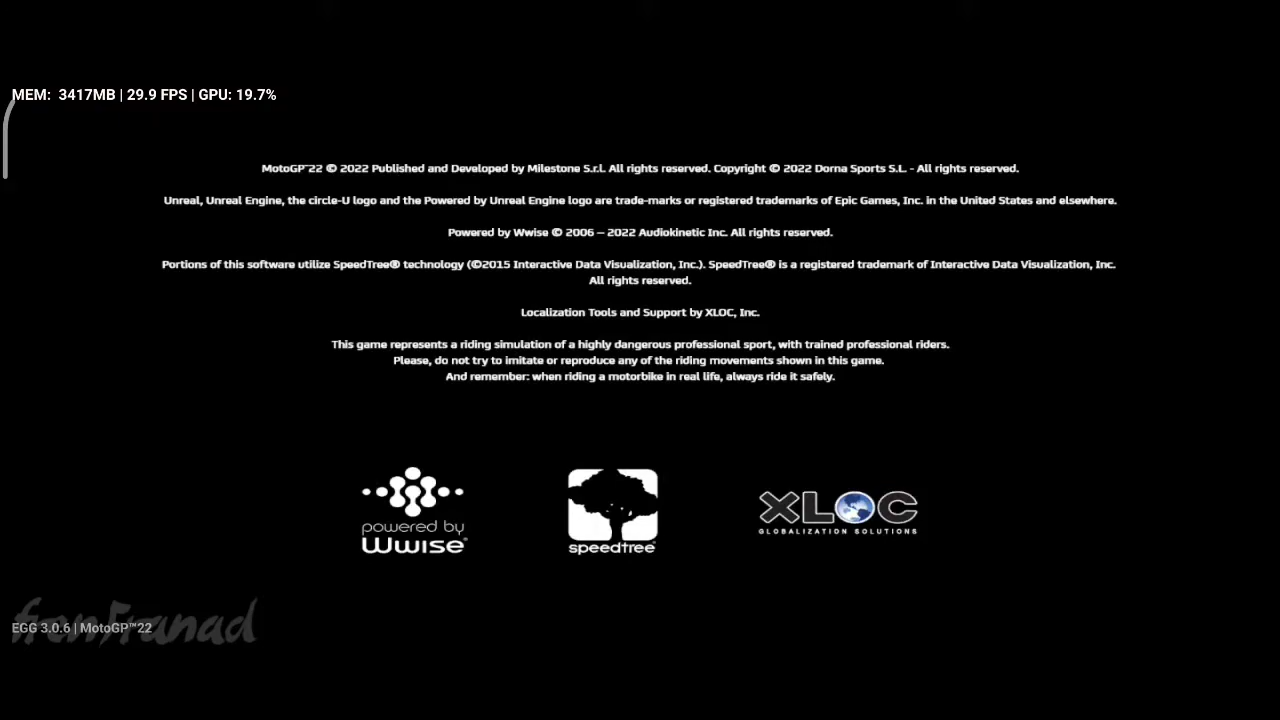 MEM: 3417MB | 29.9 FPS | GPU: 19.7%
MotoGP™22 © 2022 Published and Developed by Milestone S.r.l. All rights reserved. Copyright © 2022 Dorna Sports S.L. - All rights reserved.
Unreal, Unreal Engine, the circle-U logo and the Powered by Unreal Engine logo are trade-marks or registered trademarks of Epic Games, Inc. in the United States and elsewhere.
Powered by Wwise © 2006 – 2022 Audiokinetic Inc. All rights reserved.
Portions of this software utilize SpeedTree® technology (©2015 Interactive Data Visualization, Inc.). SpeedTree® is a registered trademark of Interactive Data Visualization, Inc.
All rights reserved.
Localization Tools and Support by XLOC, Inc.
This game represents a riding simulation of a highly dangerous professional sport, with trained professional riders.
Please, do not try to imitate or reproduce any of the riding movements shown in this game.
And remember: when riding a motorbike in real life, always ride it safely.
powered by
Wwise®
speedtree®
XLOC
GLOBALIZATION SOLUTIONS
franfranad
EGG 3.0.6 | MotoGP™22